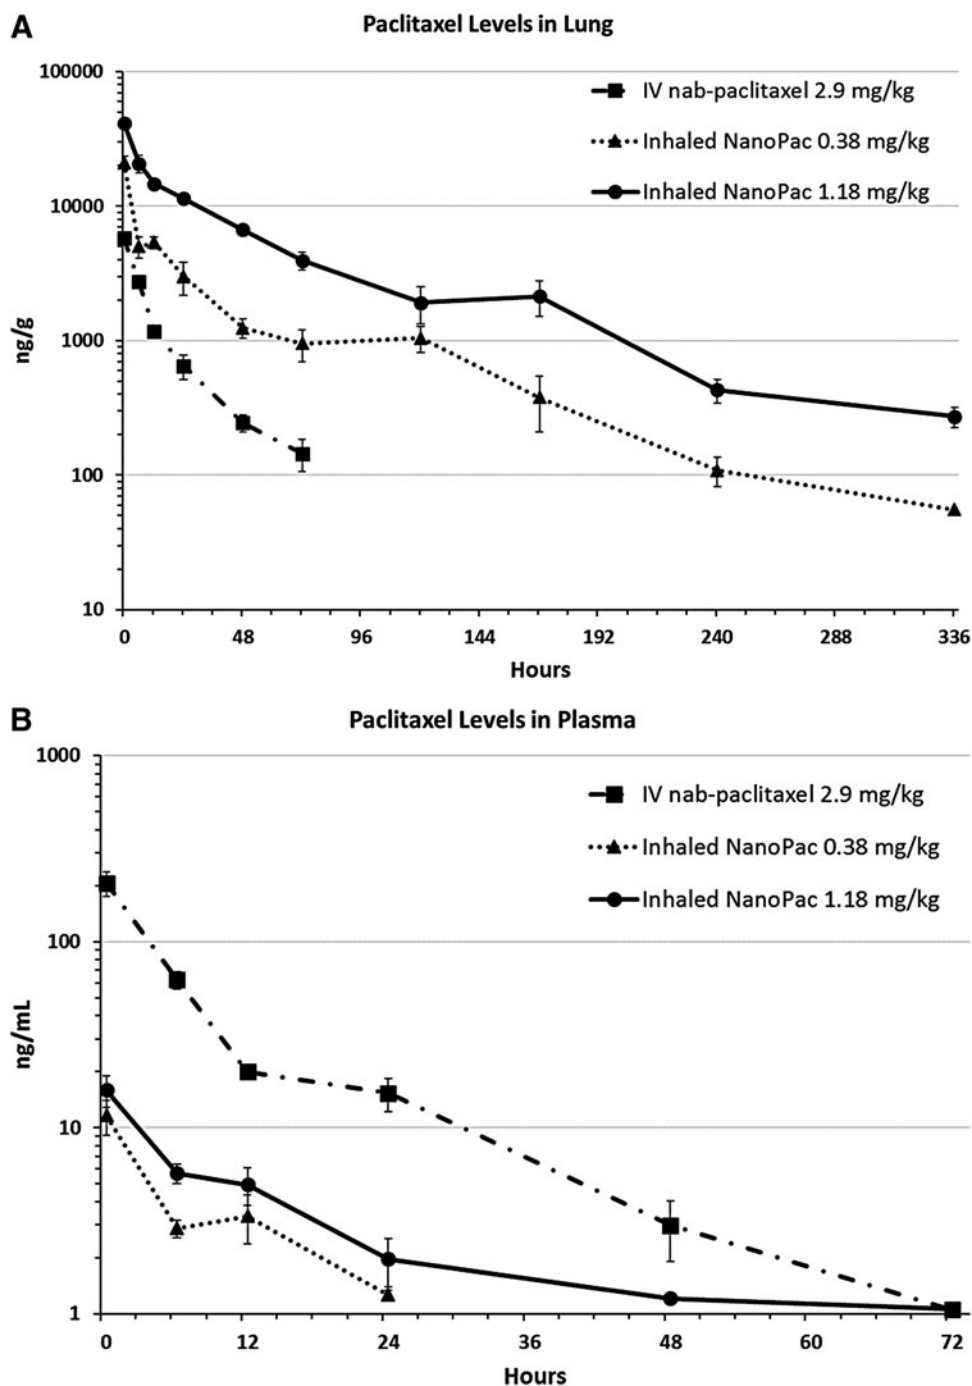 A
Paclitaxel Levels in Lung
100000
10000
1000
100
10
ng/g
IV nab-paclitaxel 2.9 mg/kg
Inhaled NanoPac 0.38 mg/kg
Inhaled NanoPac 1.18 mg/kg
0 48 96 144 192 240 288 336
Hours
B
Paclitaxel Levels in Plasma
1000
100
10
1
ng/mL
IV nab-paclitaxel 2.9 mg/kg
Inhaled NanoPac 0.38 mg/kg
Inhaled NanoPac 1.18 mg/kg
0 12 24 36 48 60 72
Hours